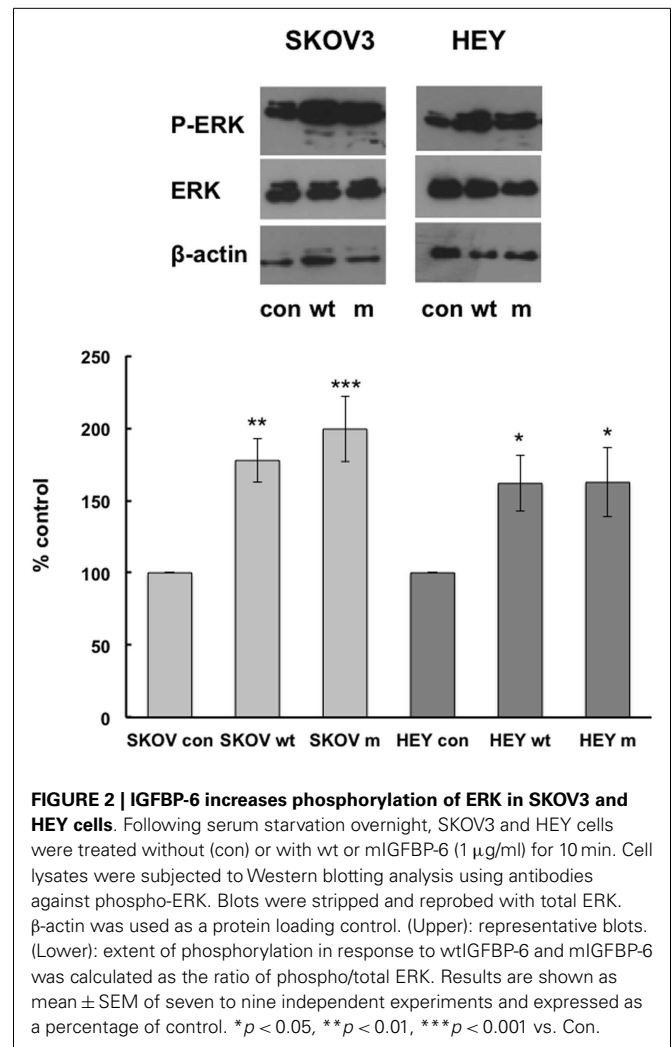 SKOV3 HEY
P-ERK
ERK
β-actin
con wt m con wt m
250
200
150
100
50
0
% control
**
***
*
*
SKOV con SKOV wt SKOV m HEY con HEY wt HEY m
FIGURE 2 | IGFBP-6 increases phosphorylation of ERK in SKOV3 and
HEY cells. Following serum starvation overnight, SKOV3 and HEY cells
were treated without (con) or with wt or mIGFBP-6 (1 μg/ml) for 10 min. Cell
lysates were subjected to Western blotting analysis using antibodies
against phospho-ERK. Blots were stripped and reprobed with total ERK.
β-actin was used as a protein loading control. (Upper): representative blots.
(Lower): extent of phosphorylation in response to wtIGFBP-6 and mIGFBP-6
was calculated as the ratio of phospho/total ERK. Results are shown as
mean ± SEM of seven to nine independent experiments and expressed as
a percentage of control. *p < 0.05, **p < 0.01, ***p < 0.001 vs. Con.